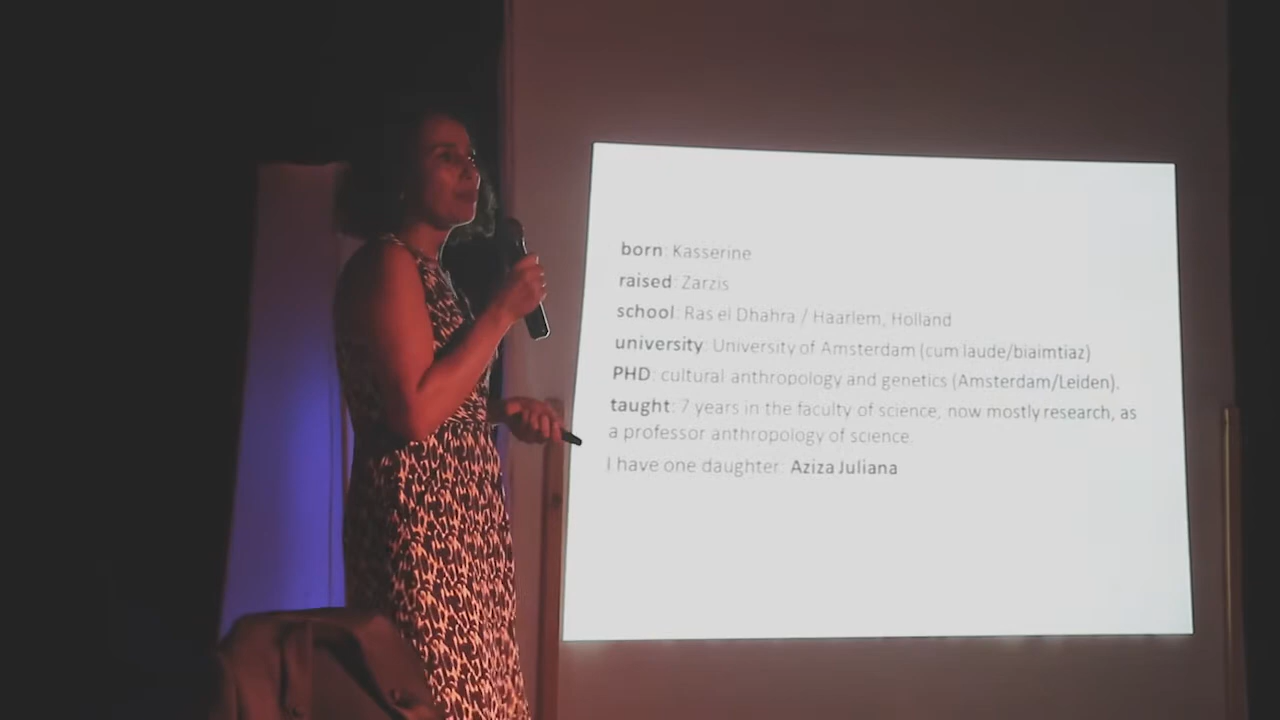 born: Kasserine
raised: Zarzis
school: Ras el Dhahra / Haarlem, Holland
university: University of Amsterdam (cum laude/biaimtiaz)
PHD: cultural anthropology and genetics (Amsterdam/Leiden).
taught: 7 years in the faculty of science, now mostly research, as
a professor anthropology of science.
I have one daughter: Aziza Juliana